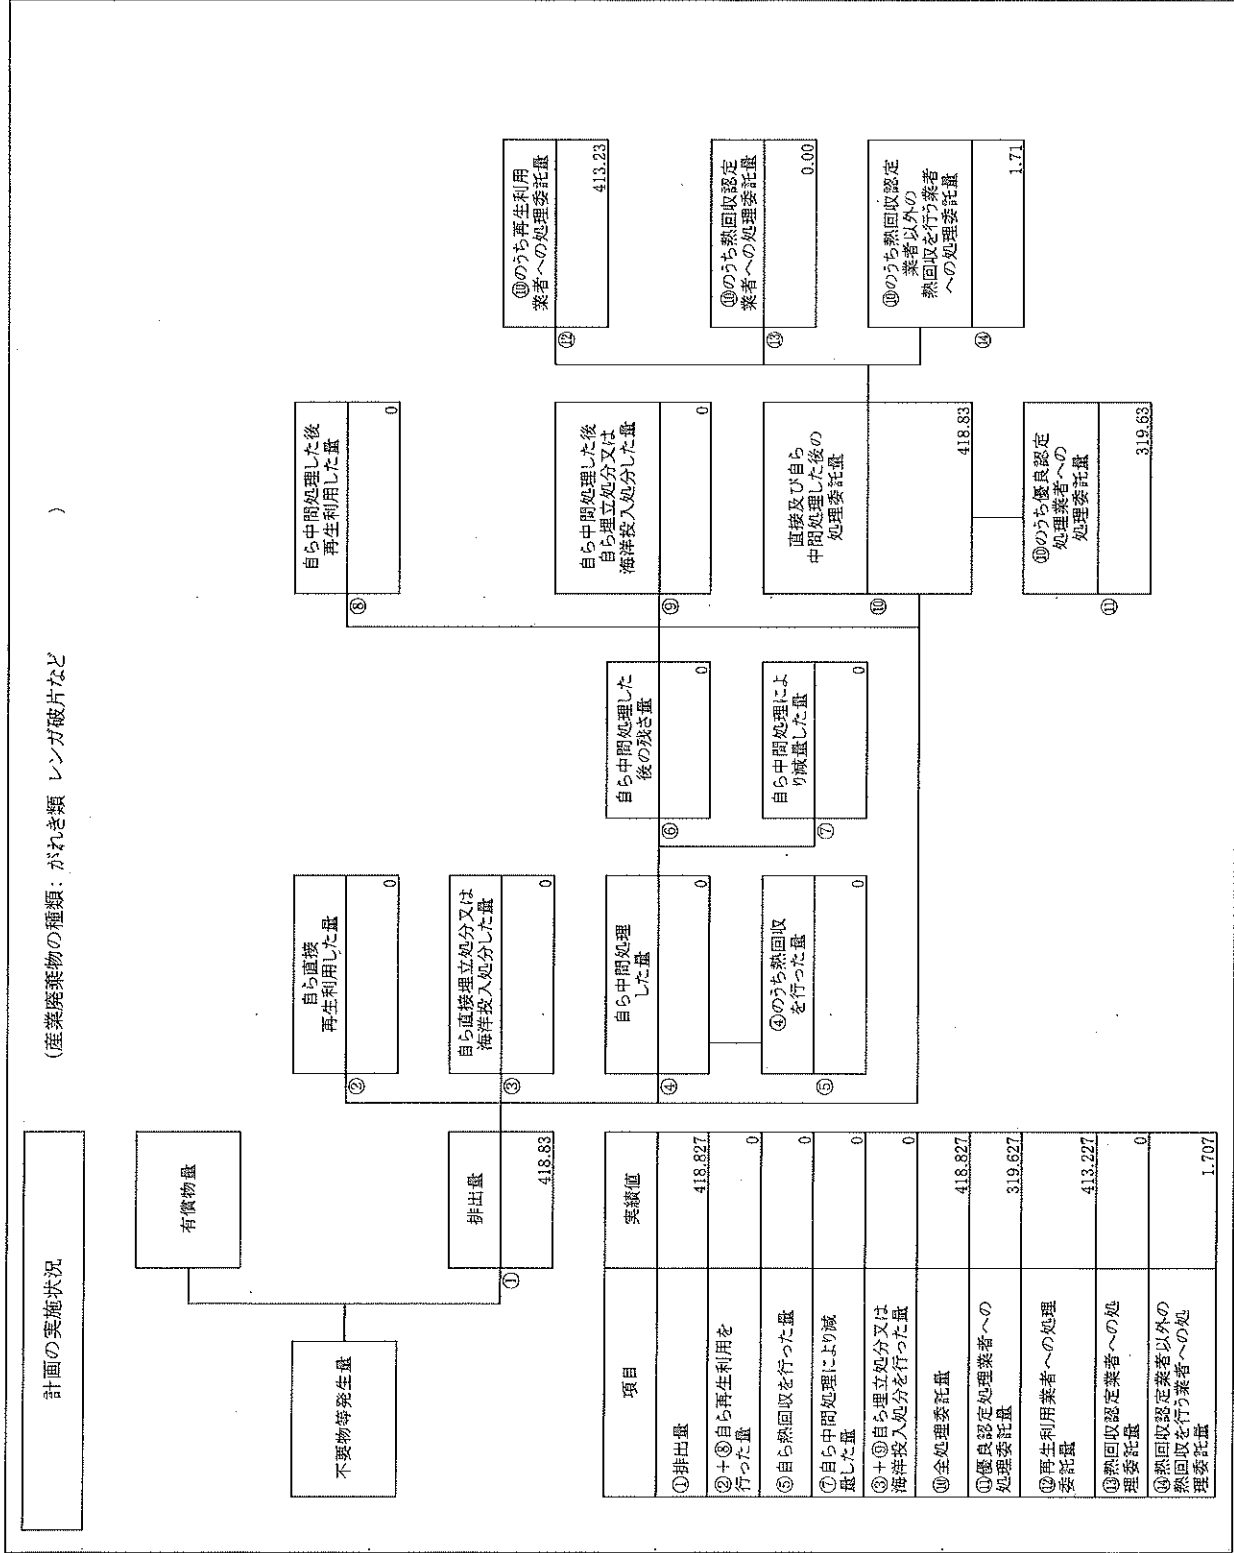 計画の実施状況
(産業廃棄物の種類: がれき類 レンガ破片など
)
不要物等発生量
有償物量
①
排出量
418.83
②
自ら直接
再生利用した量
0
③
自ら直接埋立処分又は
海洋投入処分した量
0
④
自ら中間処理
した量
0
⑤
④のうち熱回収
を行った量
0
⑥
自ら中間処理した
後の残さ量
0
⑦
自ら中間処理によ
り減量した量
0
⑧
自ら中間処理した後
再生利用した量
0
⑨
自ら中間処理した後
自ら埋立処分又は
海洋投入処分した量
0
⑩
直接及び自ら
中間処理した後の
処理委託量
418.83
⑪
⑩のうち優良認定
処理業者への
処理委託量
319.63
⑫
⑩のうち再生利用
業者への処理委託量
413.23
⑬
⑩のうち熱回収認定
業者への処理委託量
0.00
⑭
⑩のうち熱回収認定
業者以外の
熱回収を行う業者
への処理委託量
1.71
項目
実績値
①排出量
418.827
②+⑧自ら再生利用を
行った量
0
⑤自ら熱回収を行った量
0
⑦自ら中間処理により減
量した量
0
③+⑨自ら埋立処分又は
海洋投入処分を行った量
0
⑩全処理委託量
418.827
⑪優良認定処理業者への
処理委託量
319.627
⑫再生利用業者への処理
委託量
413.227
⑬熱回収認定業者への処
理委託量
0
⑭熱回収認定業者以外の
熱回収を行う業者への処
理委託量
1.707